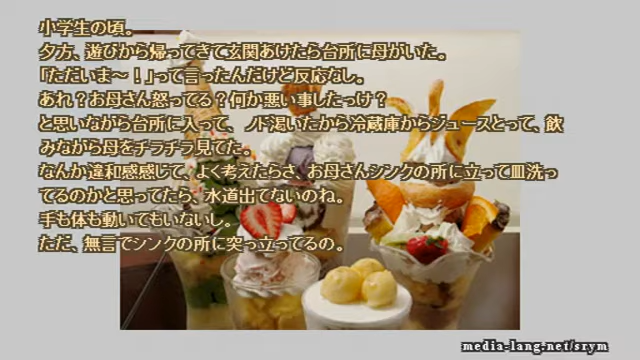 小学生の頃。
夕方、遊びから帰ってきて玄関あけたら台所に母がいた。
「ただいま～！」って言ったんだけど反応なし。
あれ？お母さん怒ってる？何か悪い事したっけ？
と思いながら台所に入って、ノド渇いたから冷蔵庫からジュースとって、飲
みながら母をチラチラ見てた。
なんか違和感感じて、よく考えたらさ、お母さんシンクの所に立って皿洗っ
てるのかと思ってたら、水道出てないのね。
手も体も動いてもいないし。
ただ、無言でシンクの所に突っ立ってるの。
media-lang-net/srym